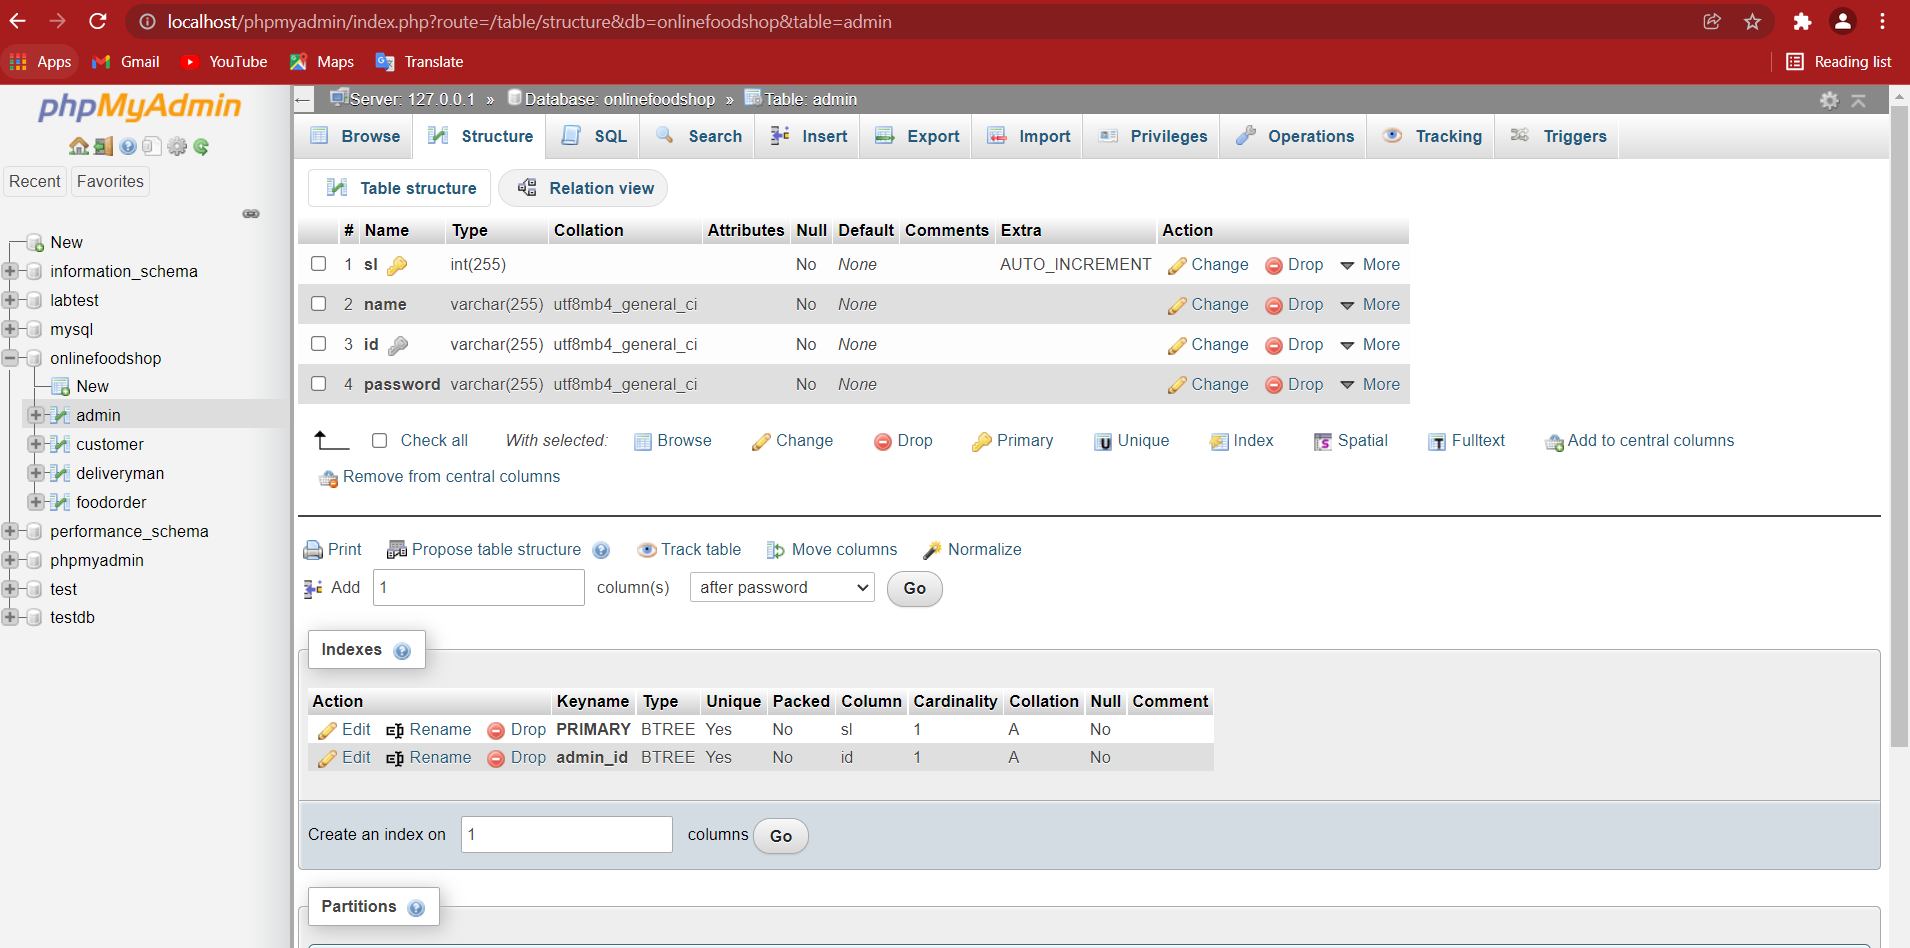 localhost/phpmyadmin/index.php?route=/table/structure&db=onlinefoodshop&table=admin
Apps Gmail YouTube Maps Translate Reading list
phpMyAdmin
Recent Favorites
New
information_schema
labtest
mysql
onlinefoodshop
New
admin
customer
deliveryman
foodorder
performance_schema
phpmyadmin
test
testdb
Server: 127.0.0.1 » Database: onlinefoodshop » Table: admin
Browse Structure SQL Search Insert Export Import Privileges Operations Tracking Triggers
Table structure Relation view
# Name Type Collation Attributes Null Default Comments Extra Action
1 sl int(255) No None AUTO_INCREMENT Change Drop More
2 name varchar(255) utf8mb4_general_ci No None Change Drop More
3 id varchar(255) utf8mb4_general_ci No None Change Drop More
4 password varchar(255) utf8mb4_general_ci No None Change Drop More
Check all With selected: Browse Change Drop Primary Unique Index Spatial Fulltext Add to central columns
Remove from central columns
Print Propose table structure Track table Move columns Normalize
Add 1 column(s) after password Go
Indexes
Action Keyname Type Unique Packed Column Cardinality Collation Null Comment
Edit Rename Drop PRIMARY BTREE Yes No sl 1 A No
Edit Rename Drop admin_id BTREE Yes No id 1 A No
Create an index on 1 columns Go
Partitions